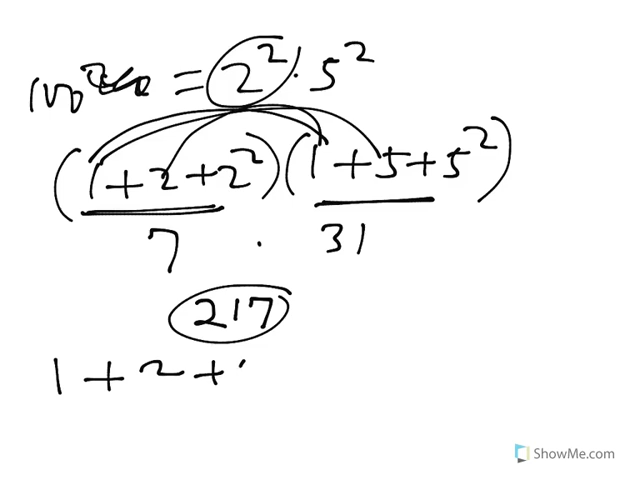 100 = 2² · 5²
(1+2+2²)(1+5+5²)
7 · 31
217
1+2+
ShowMe.com